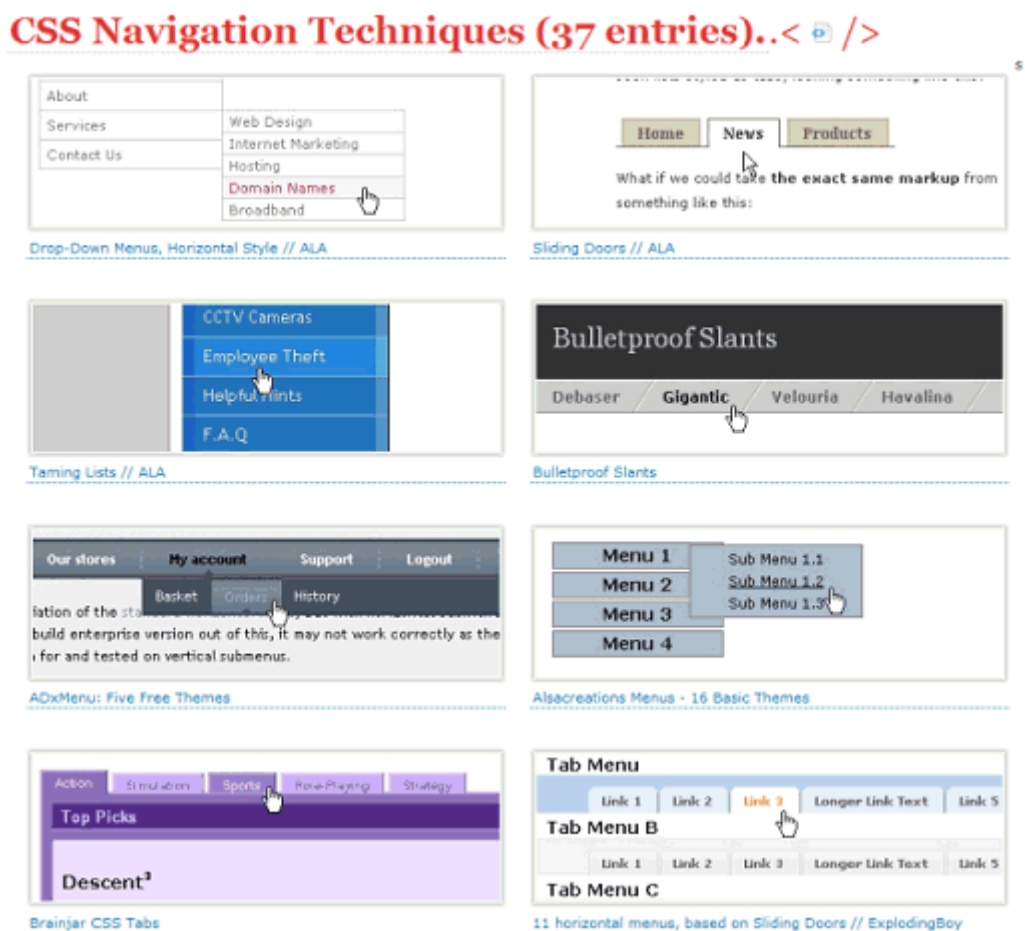 CSS Navigation Techniques (37 entries)..< />
s
About
Services
Contact Us
Web Design
Internet Marketing
Hosting
Domain Names
Broadband
Drop-Down Menus, Horizontal Style // ALA
Home News Products
What if we could take the exact same markup from
something like this:
Sliding Doors // ALA
CCTV Cameras
Employee Theft
Helpful Hints
F.A.Q
Taming Lists // ALA
Bulletproof Slants
Debaser Gigantic Velouria Havalina
Bulletproof Slants
Our stores My account Support Logout
Basket Orders History
iation of the
build enterprise version out of this, it may not work correctly as the
for and tested on vertical submenus.
ADxMenu: Five Free Themes
Menu 1
Menu 2
Menu 3
Menu 4
Sub Menu 1.1
Sub Menu 1.2
Sub Menu 1.3
Alsacreations Menus - 16 Basic Themes
Action Simulation Sports Role-Playing Strategy
Top Picks
Descent³
Brainjar CSS Tabs
Tab Menu
Link 1 Link 2 Link 3 Longer Link Text Link 5
Tab Menu B
Link 1 Link 2 Link 3 Longer Link Text Link 5
Tab Menu C
11 horizontal menus, based on Sliding Doors // ExplodingBoy